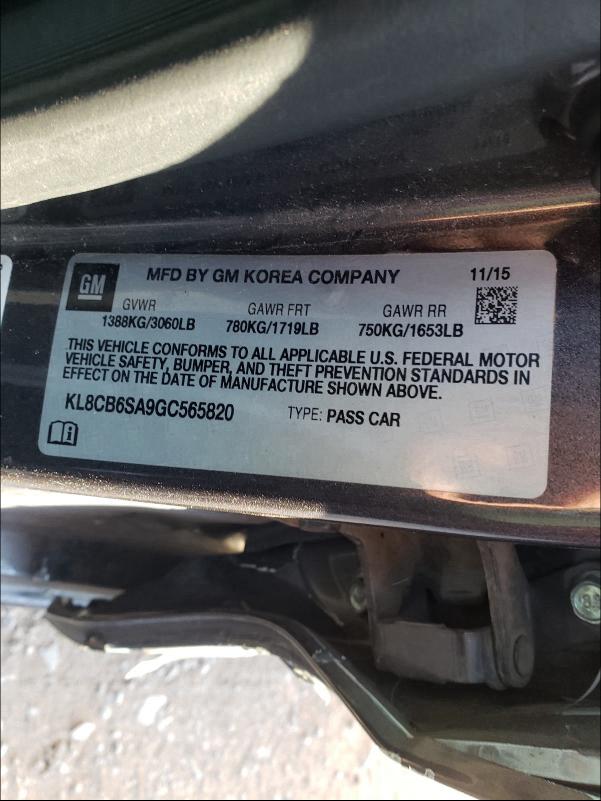 GM
MFD BY GM KOREA COMPANY
11/15
GVWR
GAWR FRT
GAWR RR
1388KG/3060LB
780KG/1719LB
750KG/1653LB
THIS VEHICLE CONFORMS TO ALL APPLICABLE U.S. FEDERAL MOTOR
VEHICLE SAFETY, BUMPER, AND THEFT PREVENTION STANDARDS IN
EFFECT ON THE DATE OF MANUFACTURE SHOWN ABOVE.
KL8CB6SA9GC565820
TYPE: PASS CAR